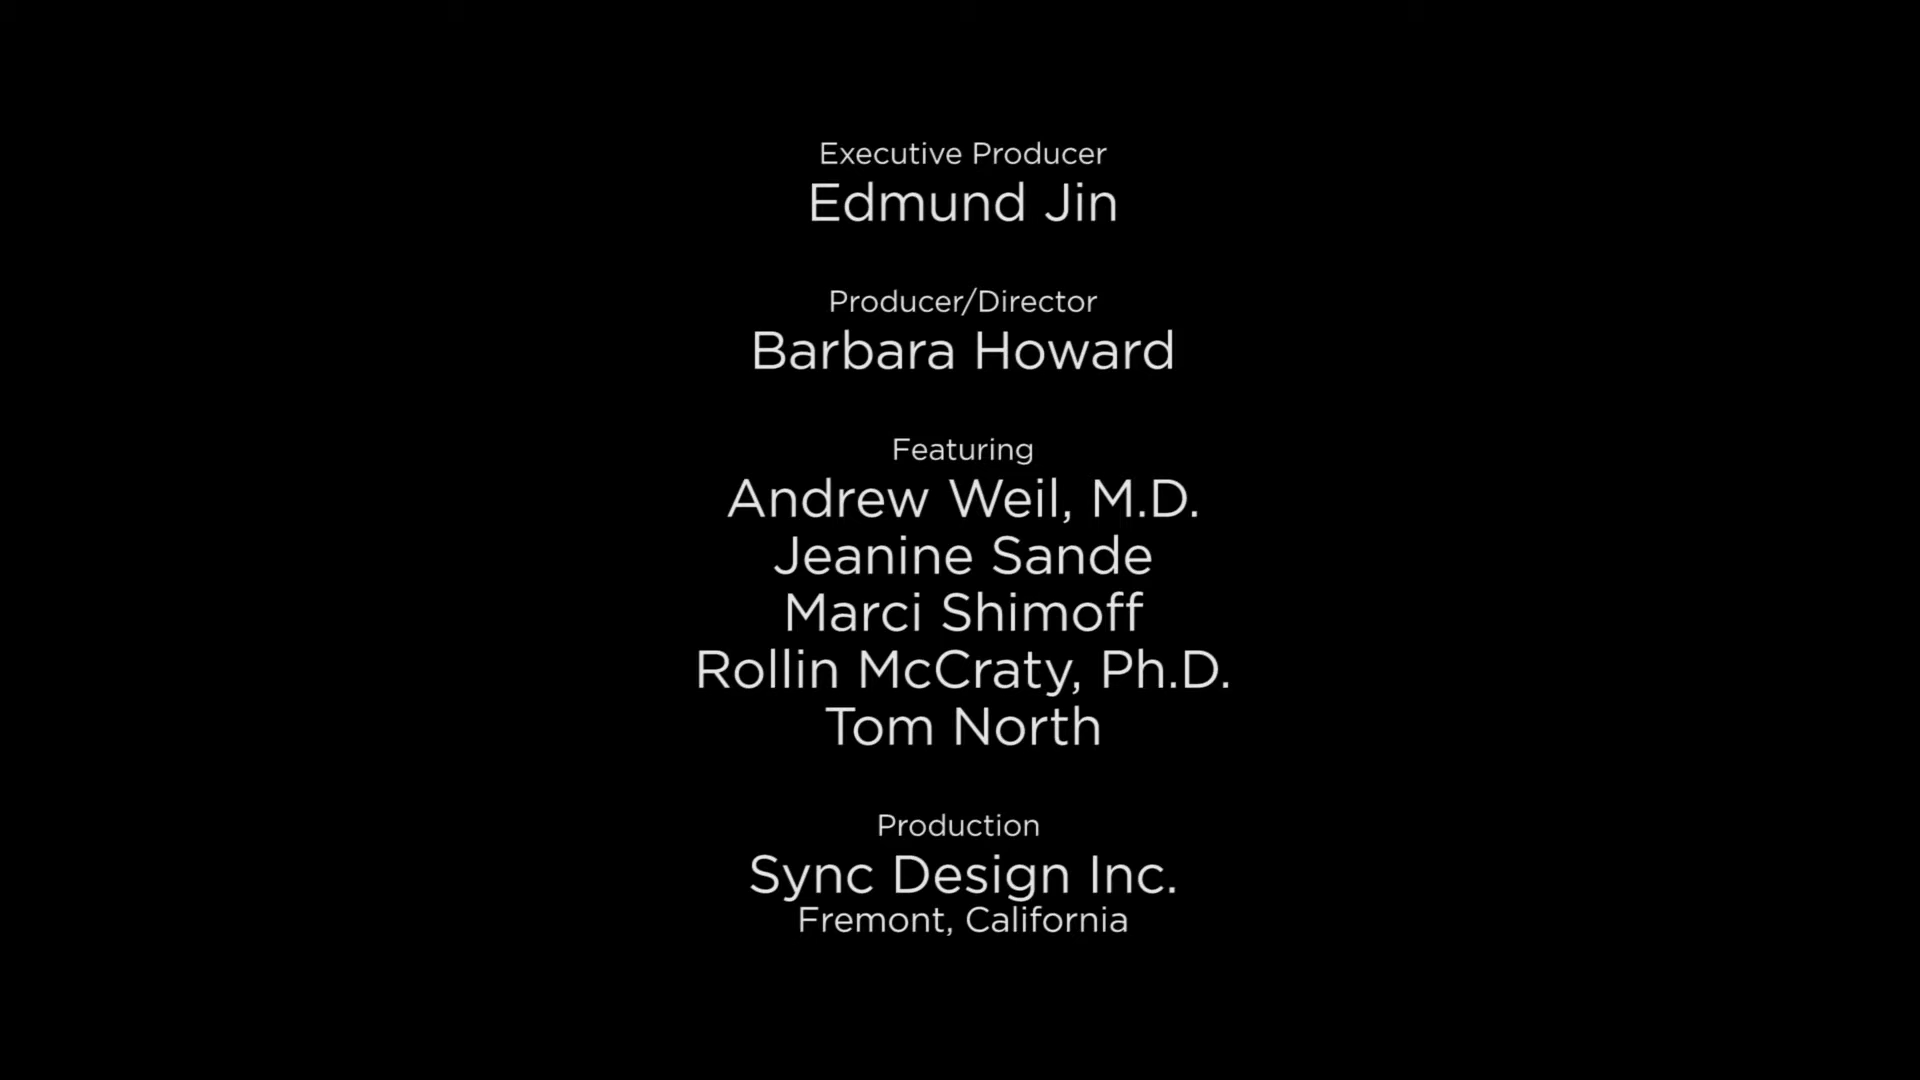 Executive Producer
Edmund Jin
Producer/Director
Barbara Howard
Featuring
Andrew Weil, M.D.
Jeanine Sande
Marci Shimoff
Rollin McCraty, Ph.D.
Tom North
Production
Sync Design Inc.
Fremont, California